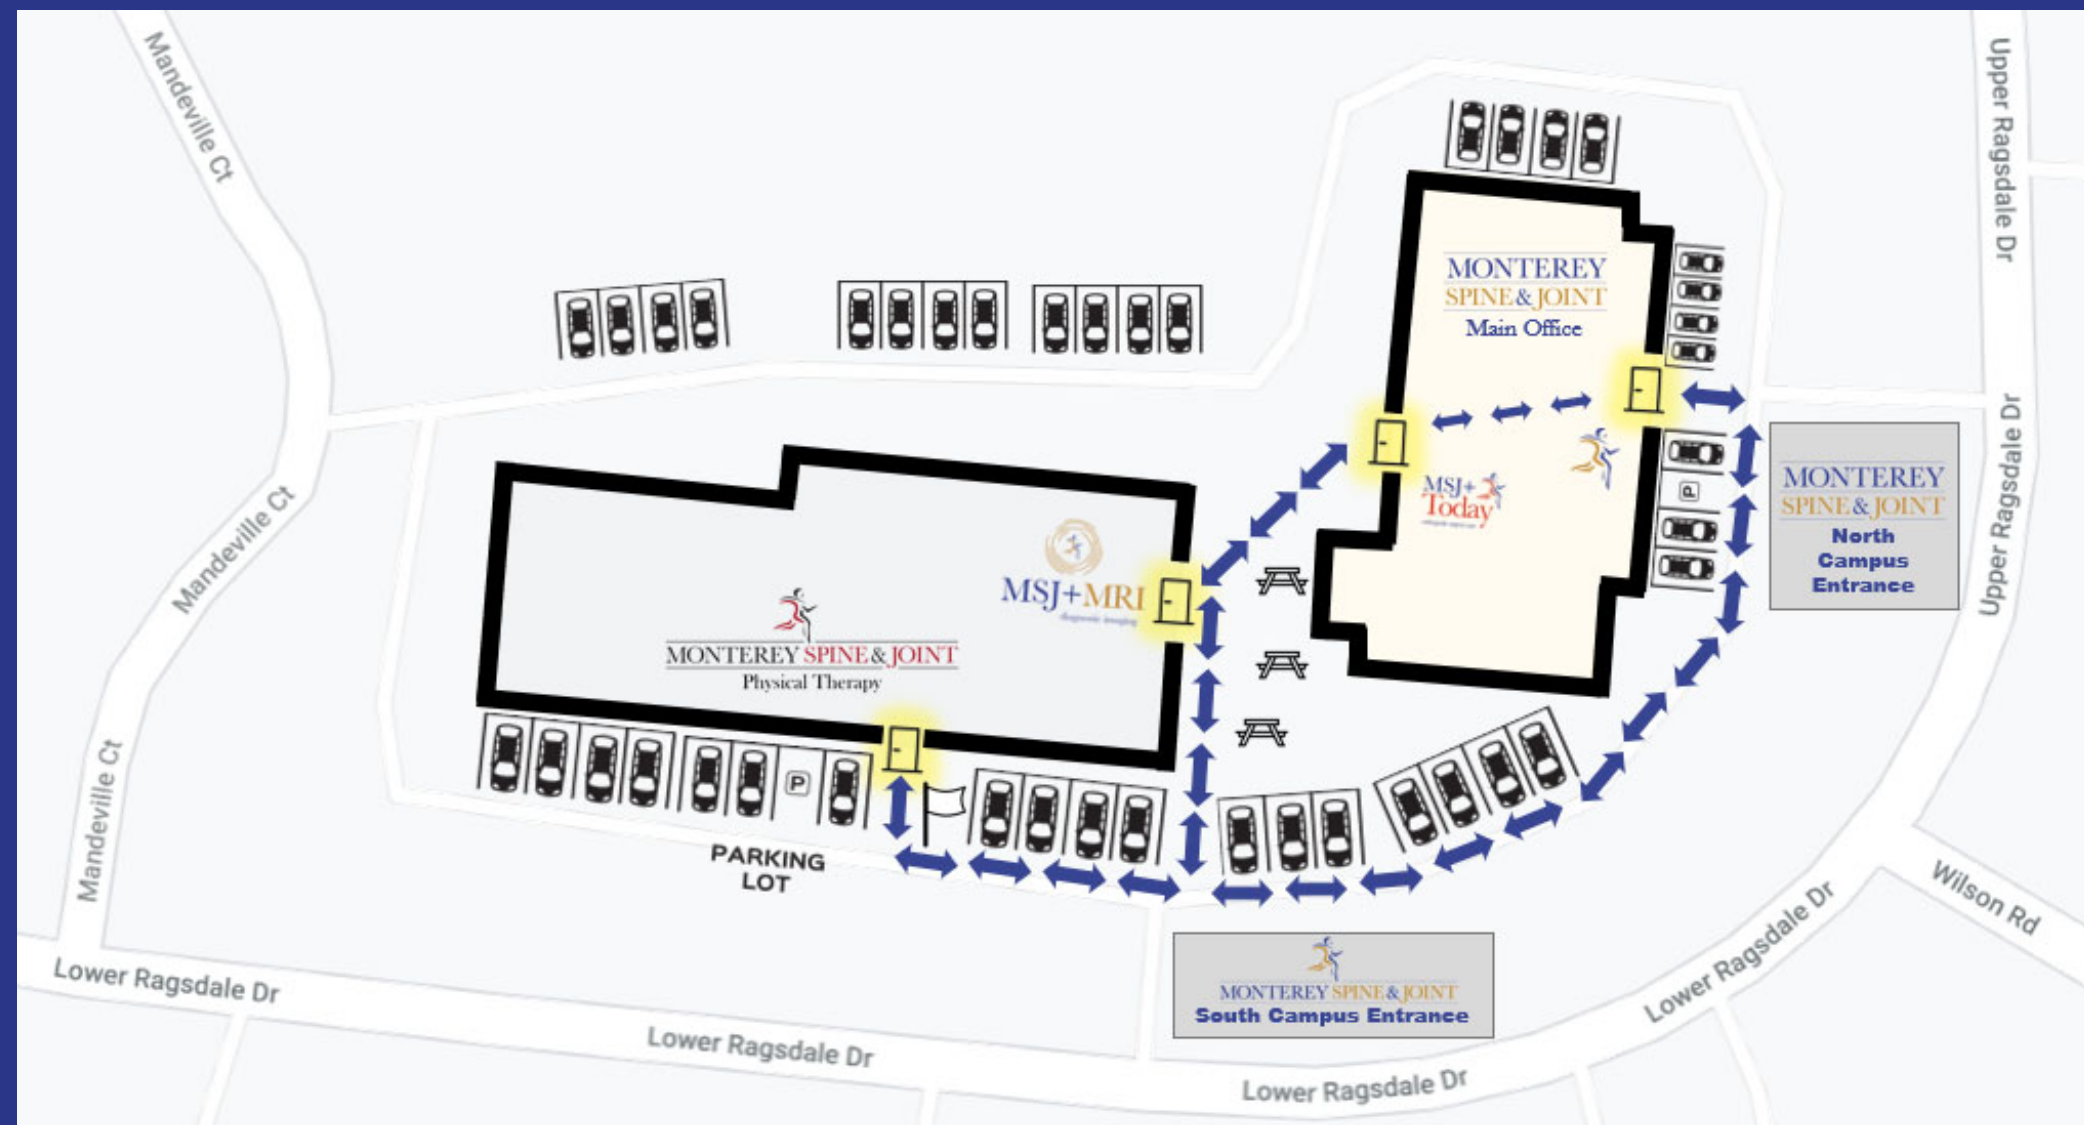 Mandeville Ct
Upper Ragsdale Dr
MONTEREY
SPINE & JOINT
Main Office
Upper Ragsdale Dr
MONTEREY
SPINE & JOINT
North
Campus
Entrance
MSJ+
Today
Mandeville Ct
MSJ+MRI
diagnostic imaging
MONTEREY SPINE & JOINT
Physical Therapy
P
P
PARKING
LOT
Mandeville Ct
Wilson Rd
Lower Ragsdale Dr
MONTEREY SPINE & JOINT
South Campus Entrance
Lower Ragsdale Dr
Lower Ragsdale Dr
Lower Ragsdale Dr